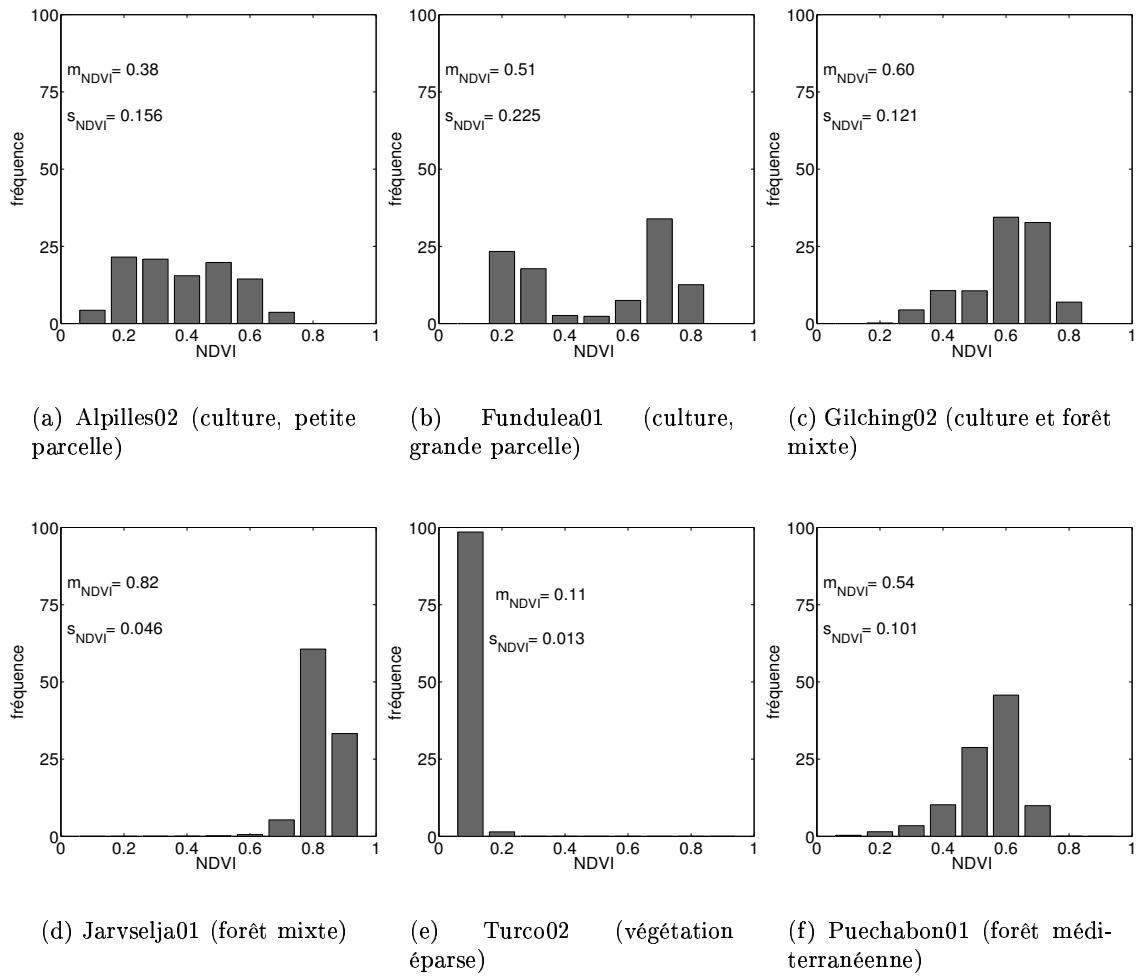 100
75
50
25
0
fréquence
m_NDVI= 0.38
s_NDVI= 0.156
0 0.2 0.4 0.6 0.8 1
NDVI
(a) Alpilles02 (culture, petite
parcelle)
100
75
50
25
0
fréquence
m_NDVI= 0.51
s_NDVI= 0.225
0 0.2 0.4 0.6 0.8 1
NDVI
(b) Fundulea01 (culture,
grande parcelle)
100
75
50
25
0
fréquence
m_NDVI= 0.60
s_NDVI= 0.121
0 0.2 0.4 0.6 0.8 1
NDVI
(c) Gilching02 (culture et forêt
mixte)
100
75
50
25
0
fréquence
m_NDVI= 0.82
s_NDVI= 0.046
0 0.2 0.4 0.6 0.8 1
NDVI
(d) Jarvselja01 (forêt mixte)
100
75
50
25
0
fréquence
m_NDVI= 0.11
s_NDVI= 0.013
0 0.2 0.4 0.6 0.8 1
NDVI
(e) Turco02 (végétation
éparse)
100
75
50
25
0
fréquence
m_NDVI= 0.54
s_NDVI= 0.101
0 0.2 0.4 0.6 0.8 1
NDVI
(f) Puechabon01 (forêt médi-
terranéenne)